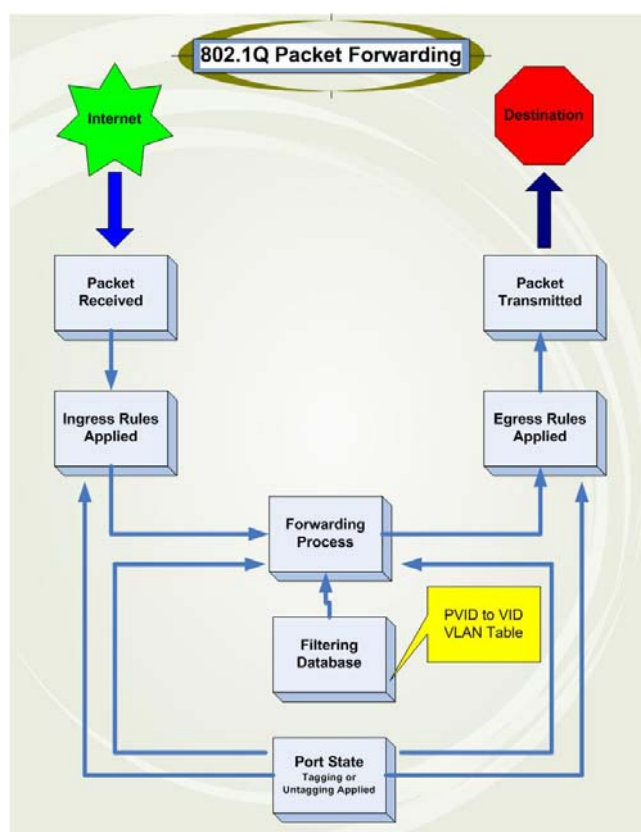 802.1Q Packet Forwarding
Internet
Destination
Packet
Received
Packet
Transmitted
Ingress Rules
Applied
Egress Rules
Applied
Forwarding
Process
PVID to VID
VLAN Table
Filtering
Database
Port State
Tagging or
Untagging Applied